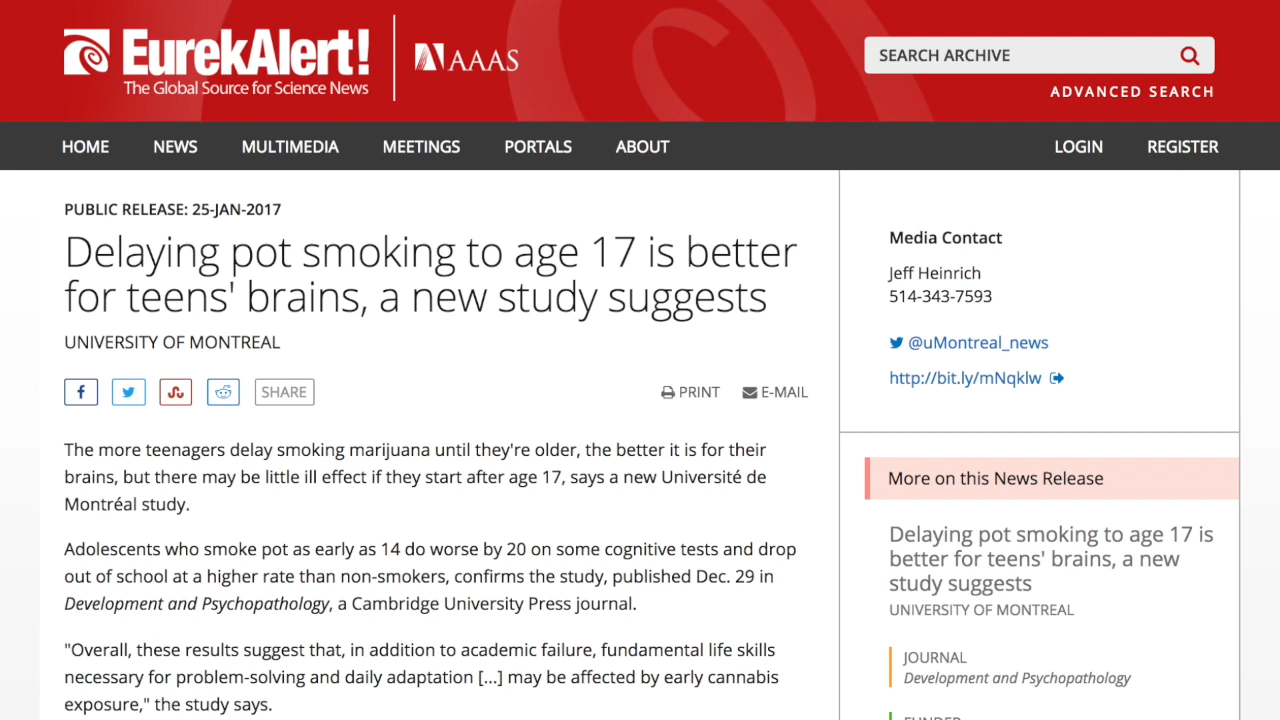 EurekAlert!
The Global Source for Science News
AAAS
SEARCH ARCHIVE
ADVANCED SEARCH
HOME NEWS MULTIMEDIA MEETINGS PORTALS ABOUT LOGIN REGISTER
PUBLIC RELEASE: 25-JAN-2017
Delaying pot smoking to age 17 is better
for teens' brains, a new study suggests
UNIVERSITY OF MONTREAL
SHARE PRINT E-MAIL
The more teenagers delay smoking marijuana until they're older, the better it is for their
brains, but there may be little ill effect if they start after age 17, says a new Université de
Montréal study.
Adolescents who smoke pot as early as 14 do worse by 20 on some cognitive tests and drop
out of school at a higher rate than non-smokers, confirms the study, published Dec. 29 in
Development and Psychopathology, a Cambridge University Press journal.
"Overall, these results suggest that, in addition to academic failure, fundamental life skills
necessary for problem-solving and daily adaptation [...] may be affected by early cannabis
exposure," the study says.
Media Contact
Jeff Heinrich
514-343-7593
@uMontreal_news
http://bit.ly/mNqklw
More on this News Release
Delaying pot smoking to age 17 is
better for teens' brains, a new
study suggests
UNIVERSITY OF MONTREAL
JOURNAL
Development and Psychopathology
FUNDER